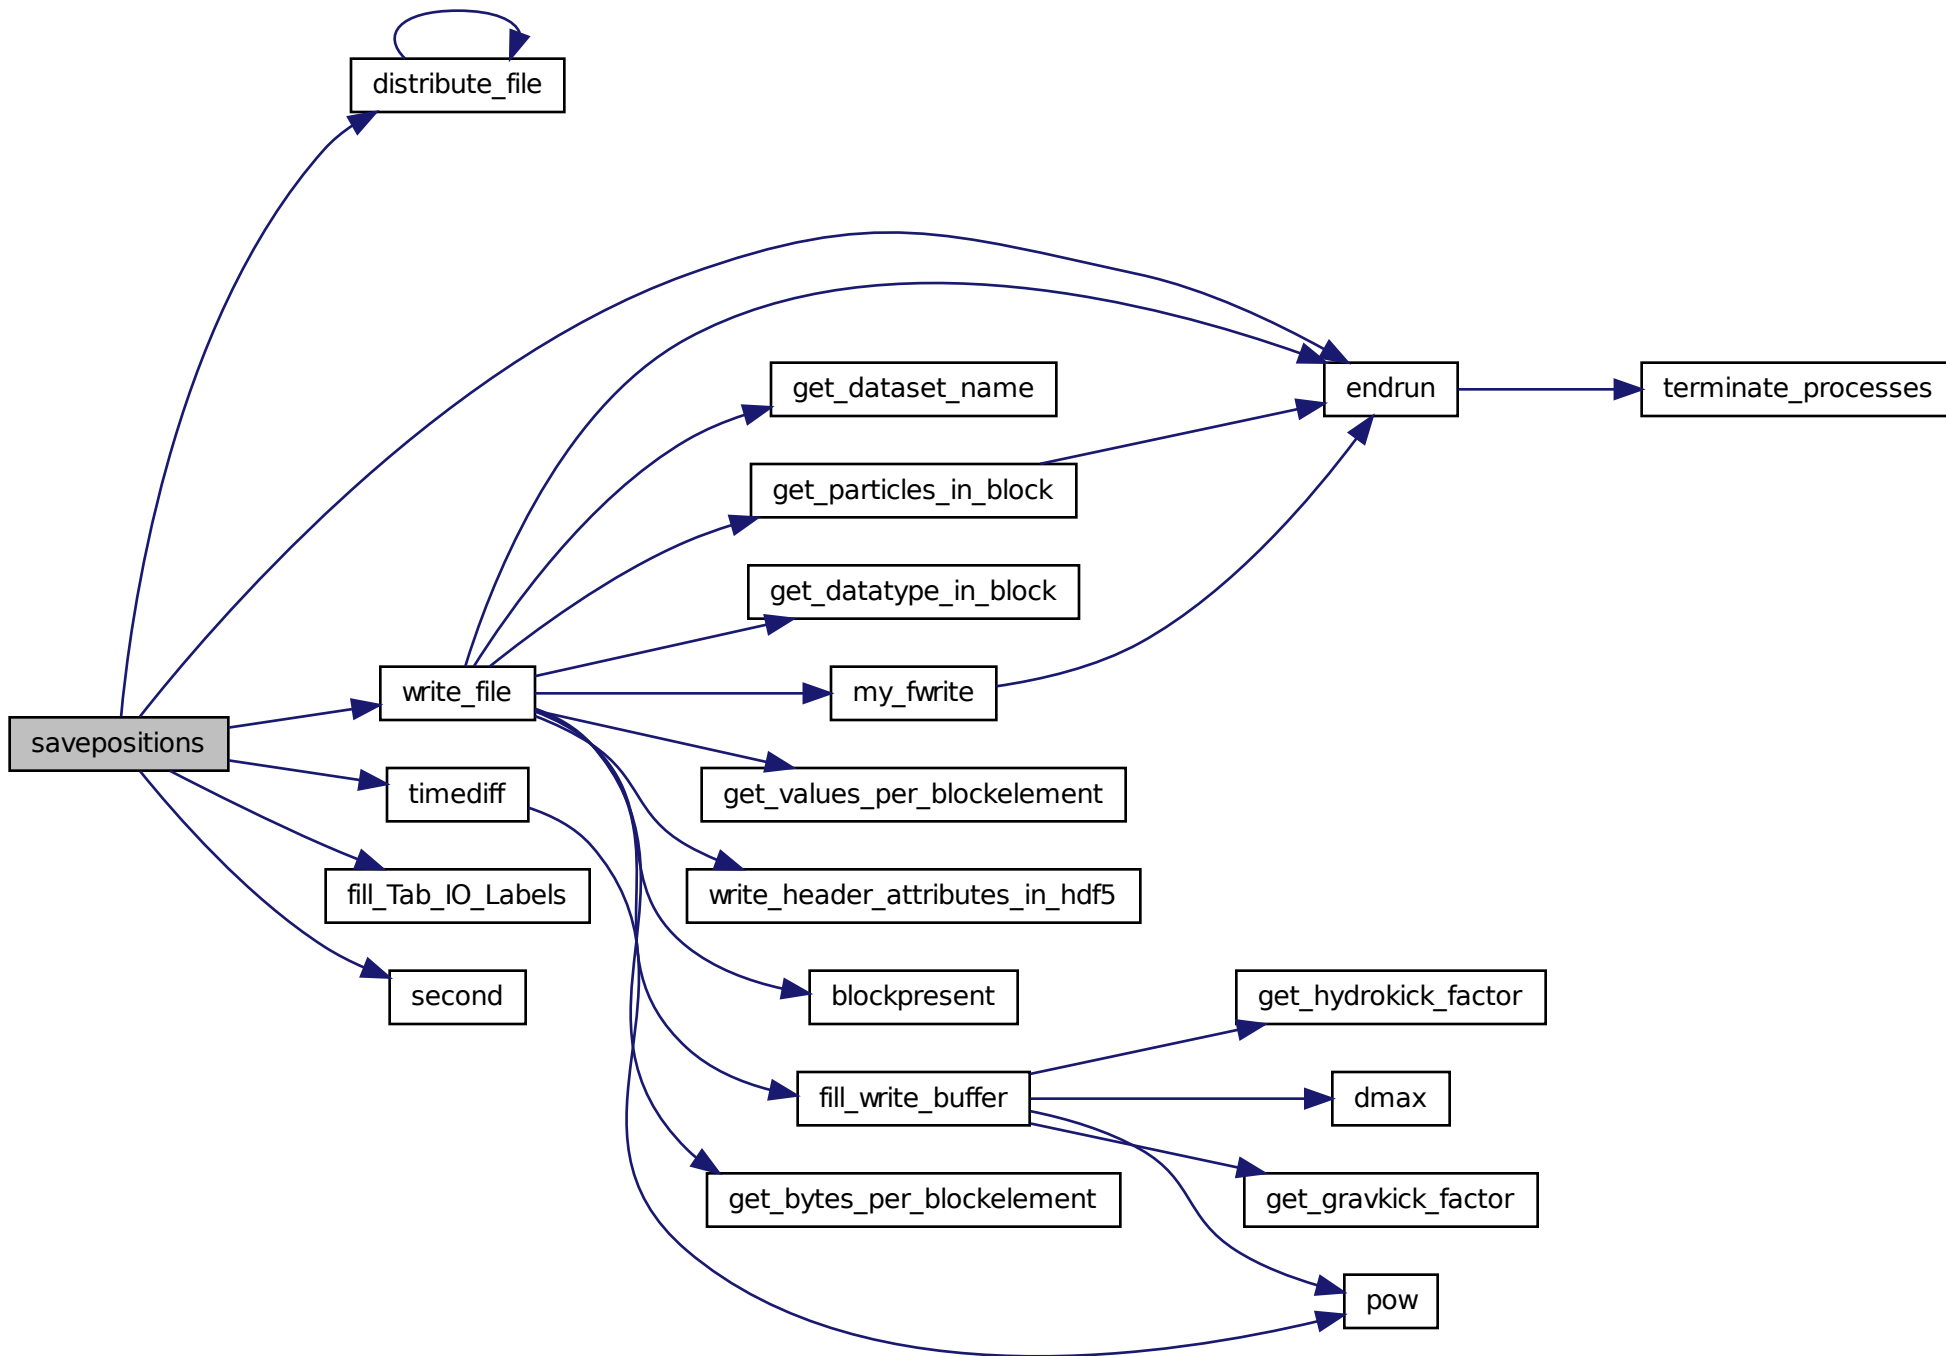 distribute_file
get_dataset_name
endrun
terminate_processes
get_particles_in_block
get_datatype_in_block
write_file
my_fwrite
savepositions
timediff
get_values_per_blockelement
fill_Tab_IO_Labels
write_header_attributes_in_hdf5
second
blockpresent
get_hydrokick_factor
fill_write_buffer
dmax
get_bytes_per_blockelement
get_gravkick_factor
pow